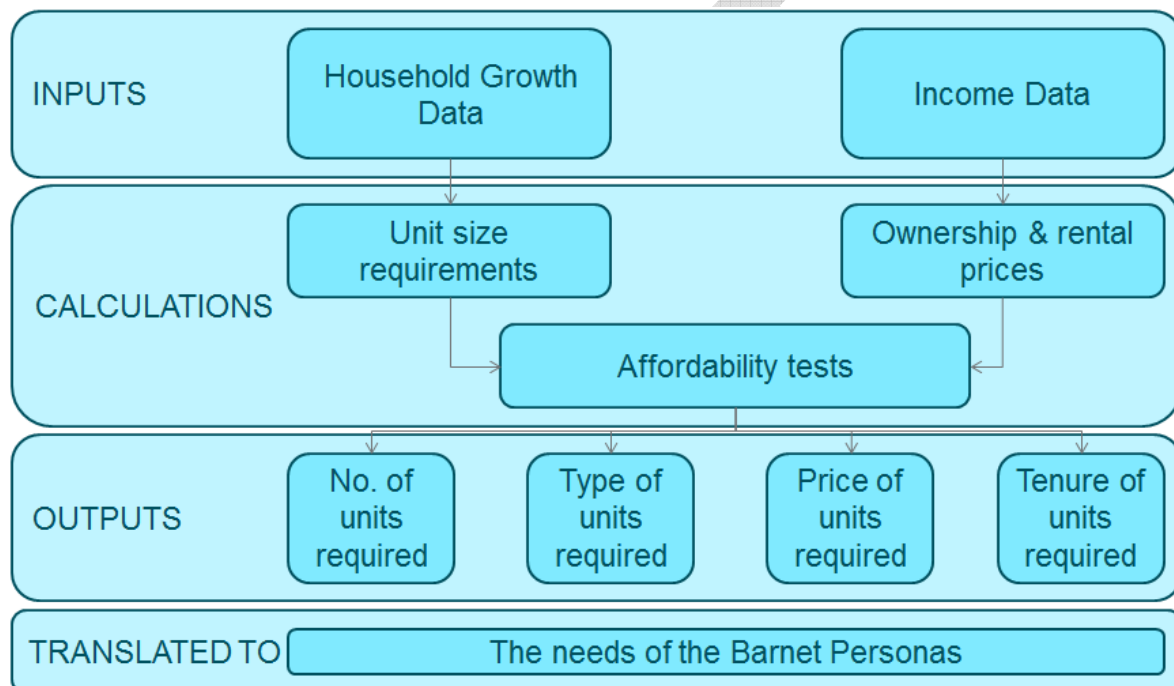 INPUTS
Household Growth
Data
Income Data
CALCULATIONS
Unit size
requirements
Ownership & rental
prices
Affordability tests
OUTPUTS
No. of
units
required
Type of
units
required
Price of
units
required
Tenure of
units
required
TRANSLATED TO
The needs of the Barnet Personas